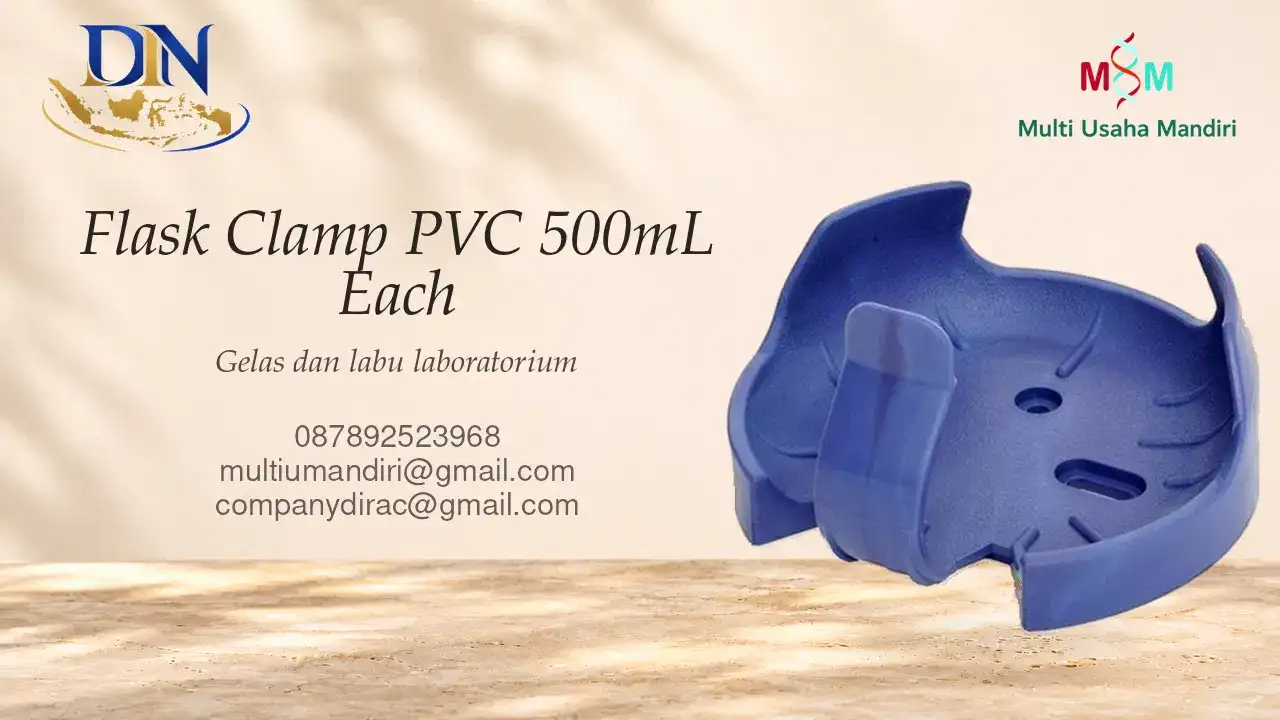 DIN
MSM
Multi Usaha Mandiri
Flask Clamp PVC 500mL
Each
Gelas dan labu laboratorium
087892523968
multiumandiri@gmail.com
companydirac@gmail.com